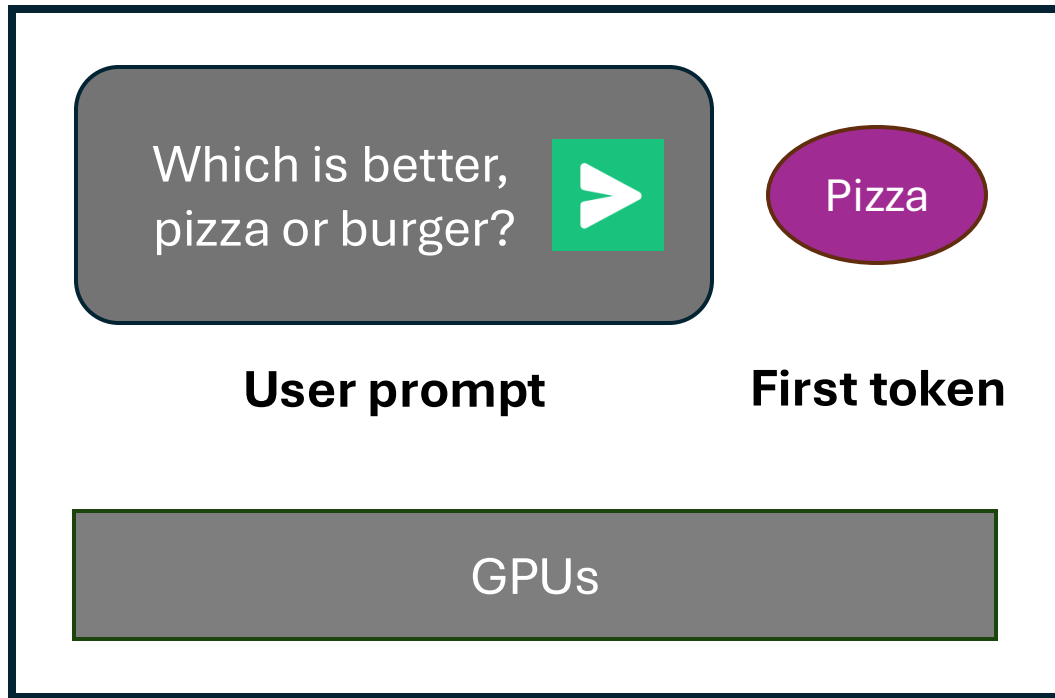 Which is better,
pizza or burger?
Pizza
User prompt
First token
GPUs